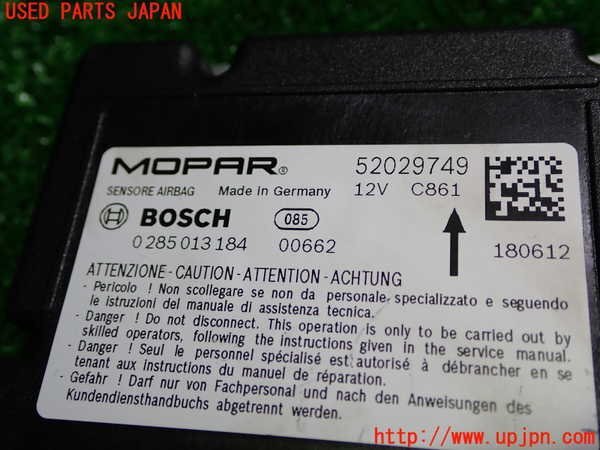 USED PARTS JAPAN
MOPAR® 52029749
SENSORE AIRBAG Made in Germany 12V C861
BOSCH 085
0 285 013 184 00662 180612
ATTENZIONE-CAUTION-ATTENTION-ACHTUNG
- Pericolo ! Non scollegare se non da personale specializzato e seguendo
le istruzioni del manuale di assistenza tecnica.
- Danger ! Do not disconnect. This operation is only to be carried out by
skilled operators, following the instructions given in the service manual.
- Danger ! Seul le personnel spécialisé est autorisé à débrancher en se
tenant aux instructions du manuel de réparation.
- Gefahr ! Darf nur von Fachpersonal und nach den Anweisungen des
Kundendiensthandbuchs abgetrennt werden.
http://www.upjpn.com/